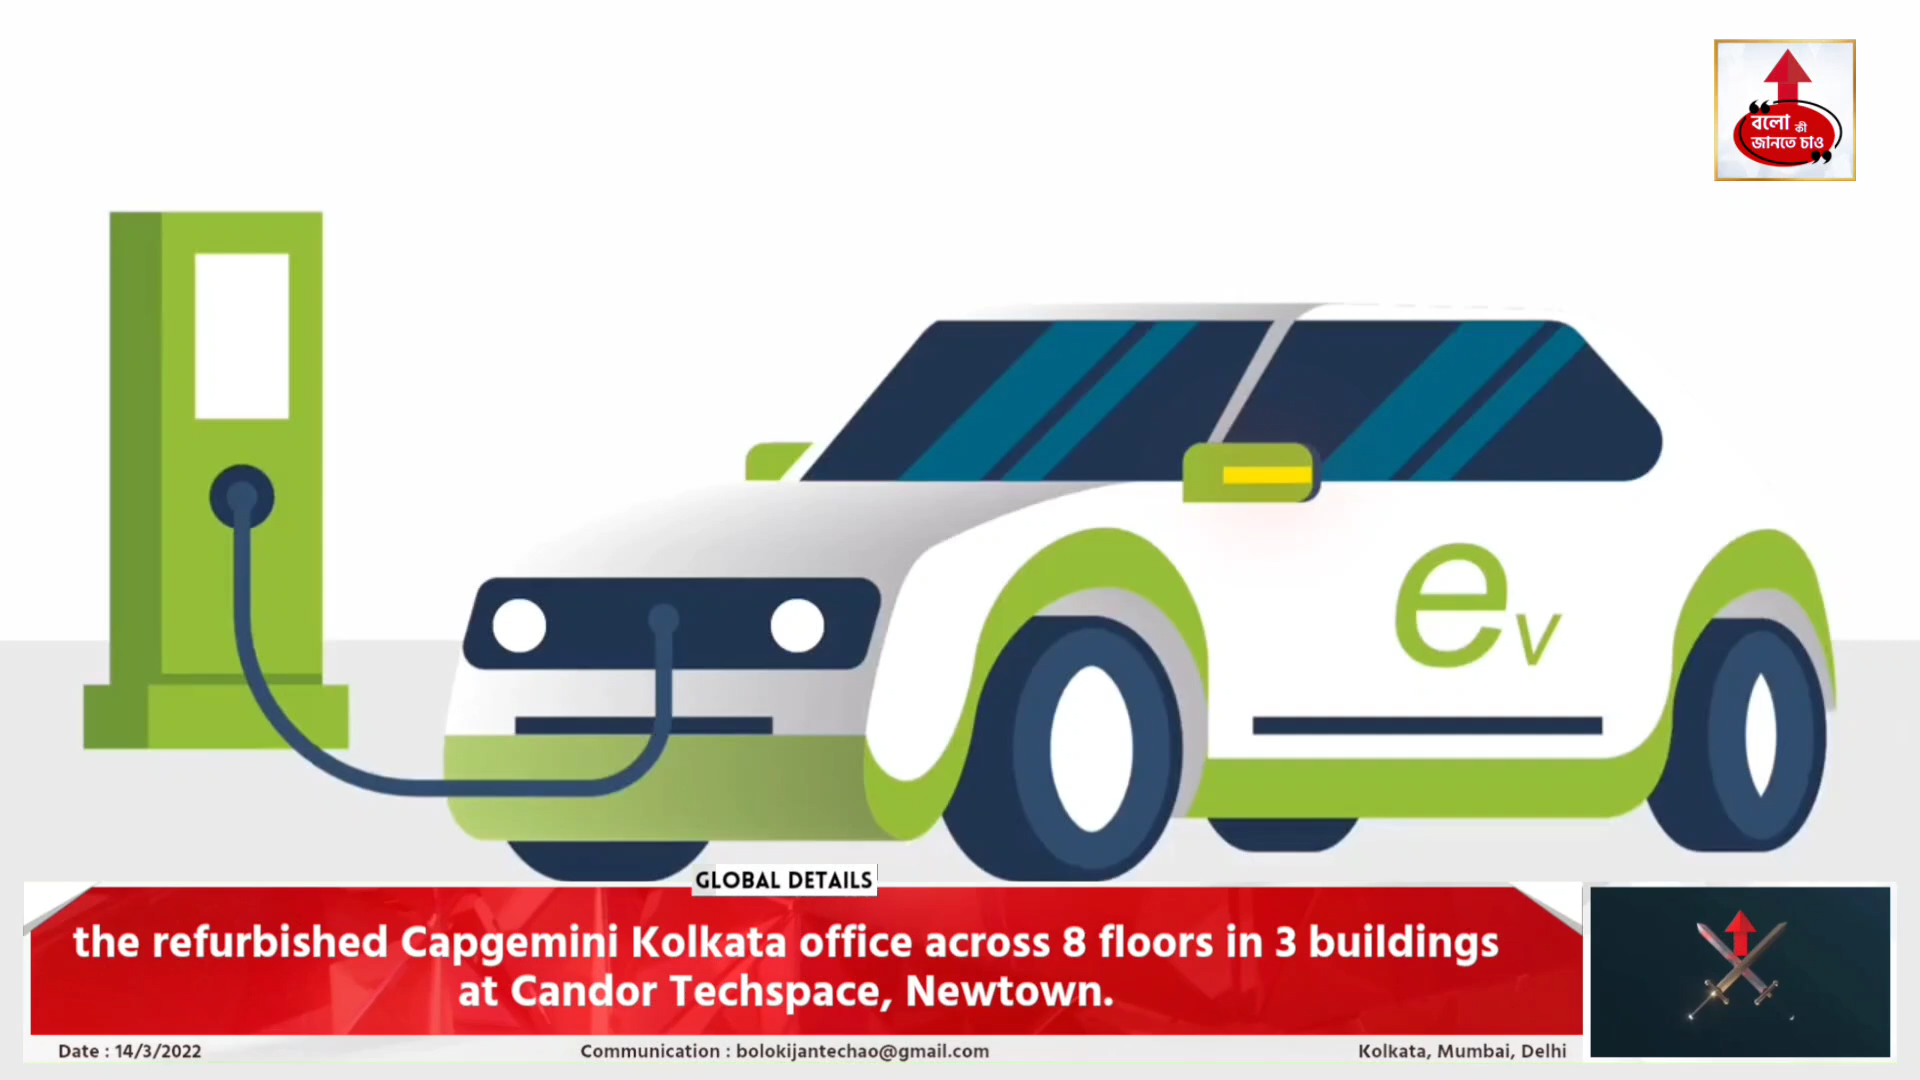 বলো কী
জানতে চাও
ev
GLOBAL DETAILS
the refurbished Capgemini Kolkata office across 8 floors in 3 buildings
at Candor Techspace, Newtown.
Date : 14/3/2022
Communication : bolokijantechao@gmail.com
Kolkata, Mumbai, Delhi